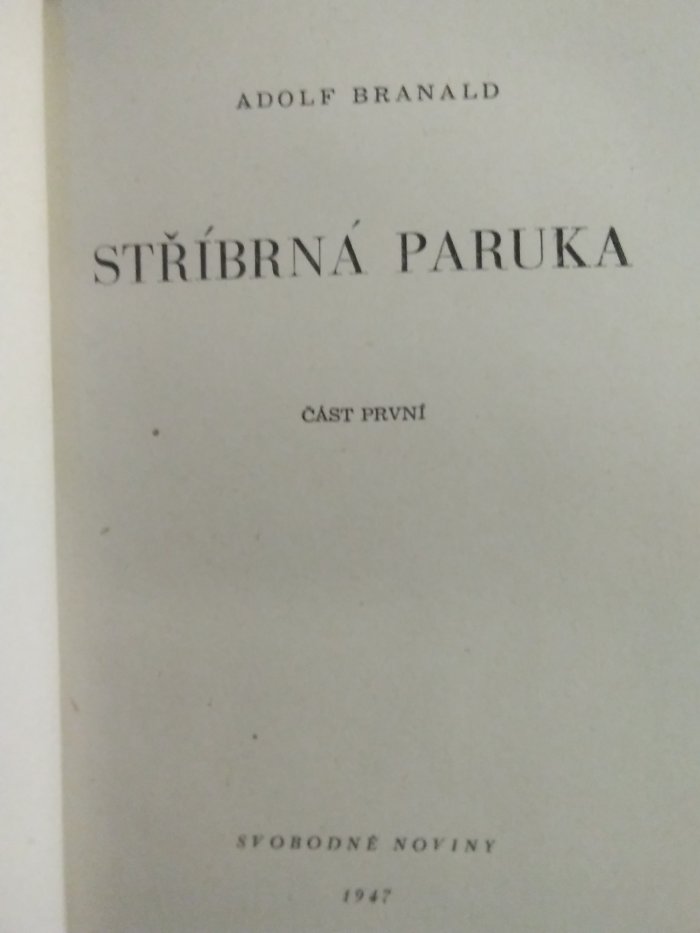 ADOLF BRANALD
STŘÍBRNÁ PARUKA
ČÁST PRVNÍ
SVOBODNÉ NOVINY
1947